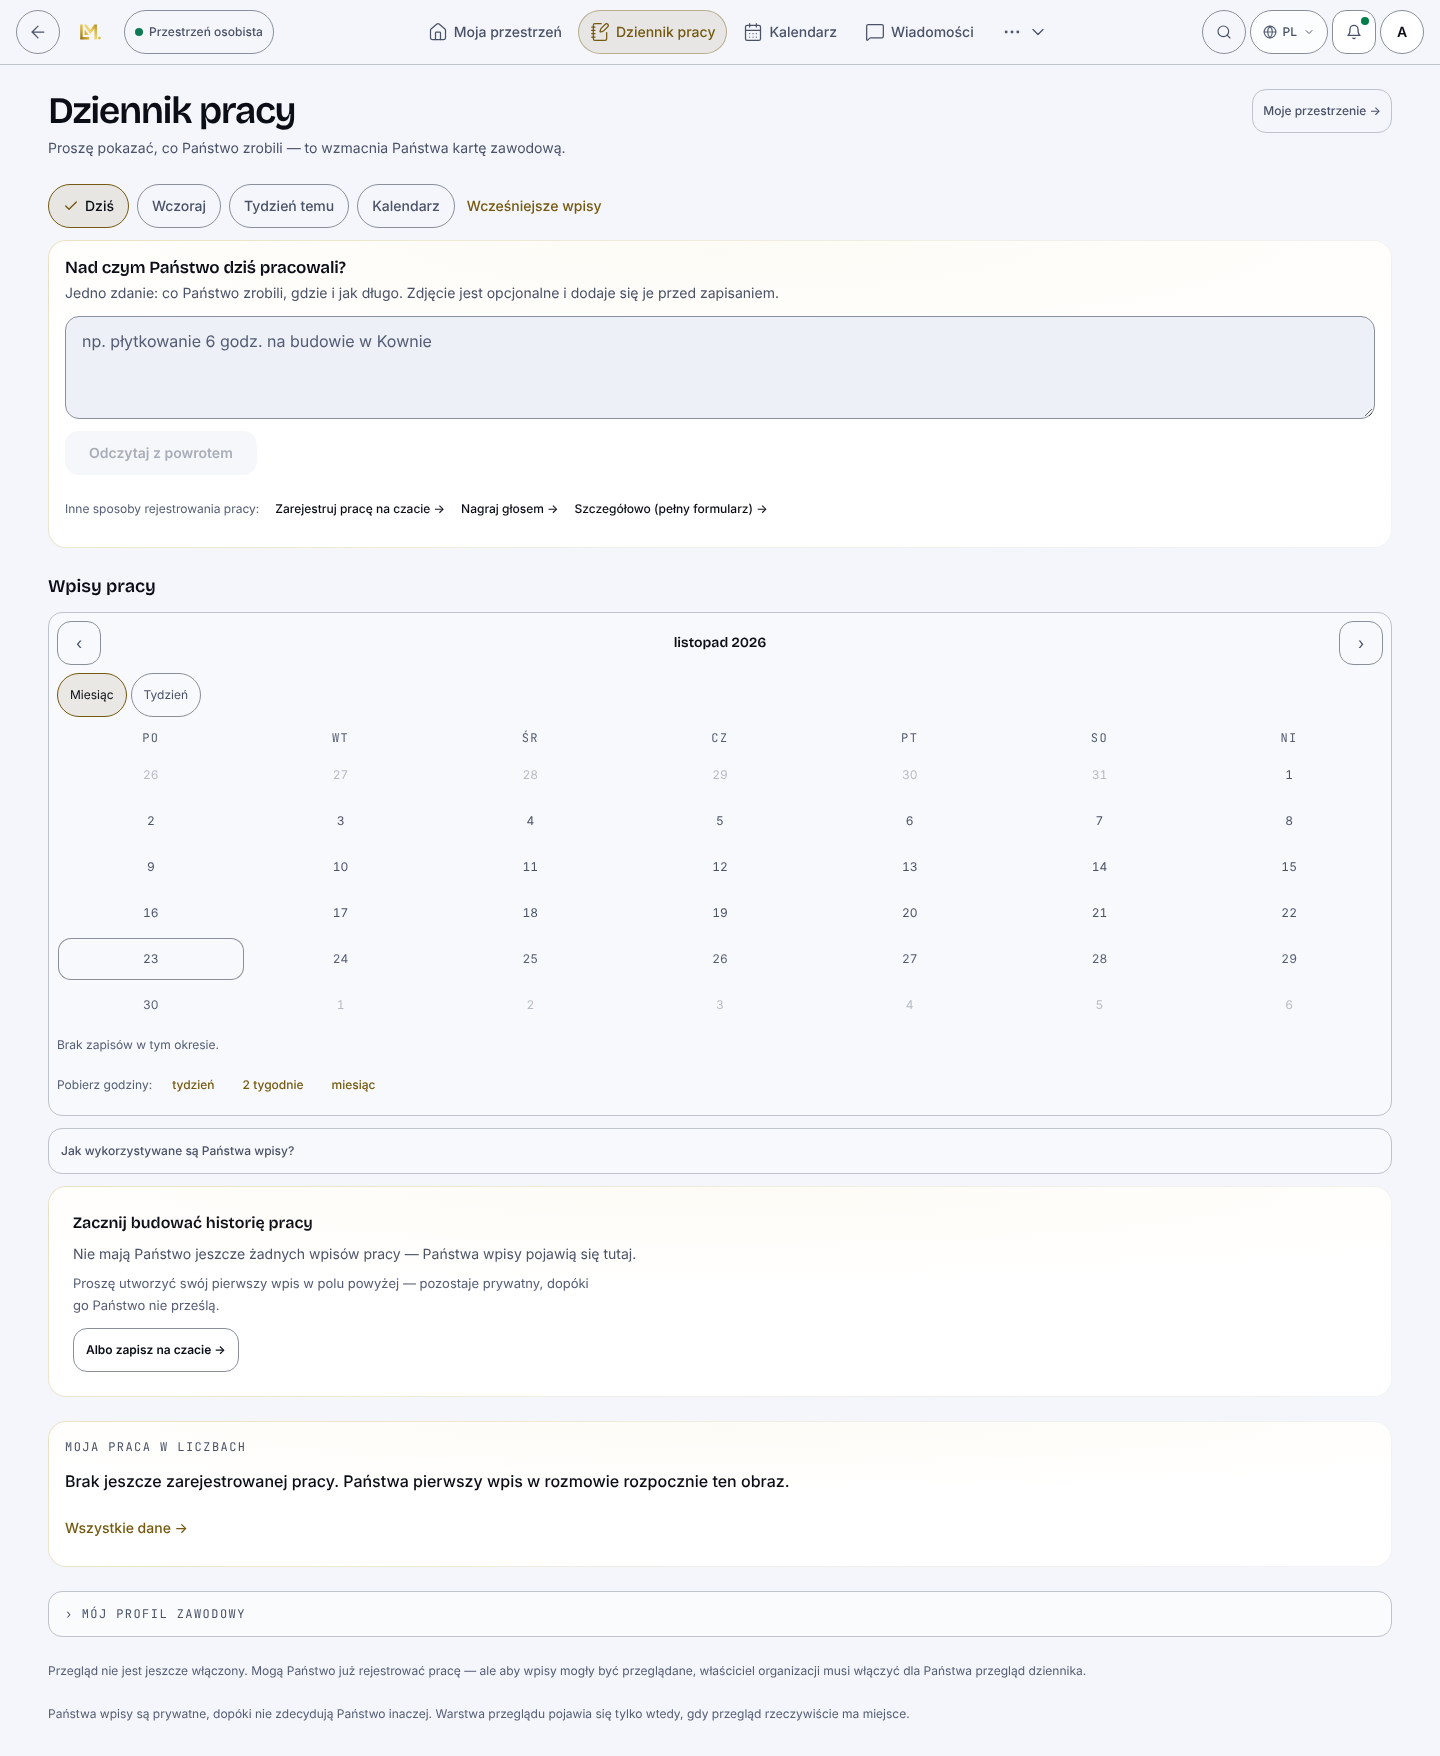 LM.
Przestrzeń osobista
Moja przestrzeń
Dziennik pracy
Kalendarz
Wiadomości
PL
A
Dziennik pracy
Moje przestrzenie →
Proszę pokazać, co Państwo zrobili — to wzmacnia Państwa kartę zawodową.
Dziś
Wczoraj
Tydzień temu
Kalendarz
Wcześniejsze wpisy
Nad czym Państwo dziś pracowali?
Jedno zdanie: co Państwo zrobili, gdzie i jak długo. Zdjęcie jest opcjonalne i dodaje się je przed zapisaniem.
np. płytkowanie 6 godz. na budowie w Kownie
Odczytaj z powrotem
Inne sposoby rejestrowania pracy: Zarejestruj pracę na czacie → Nagraj głosem → Szczegółowo (pełny formularz) →
Wpisy pracy
‹ listopad 2026 ›
Miesiąc Tydzień
PO WT ŚR CZ PT SO NI
26 27 28 29 30 31 1
2 3 4 5 6 7 8
9 10 11 12 13 14 15
16 17 18 19 20 21 22
23 24 25 26 27 28 29
30 1 2 3 4 5 6
Brak zapisów w tym okresie.
Pobierz godziny: tydzień 2 tygodnie miesiąc
Jak wykorzystywane są Państwa wpisy?
Zacznij budować historię pracy
Nie mają Państwo jeszcze żadnych wpisów pracy — Państwa wpisy pojawią się tutaj.
Proszę utworzyć swój pierwszy wpis w polu powyżej — pozostaje prywatny, dopóki
go Państwo nie prześlą.
Albo zapisz na czacie →
MOJA PRACA W LICZBACH
Brak jeszcze zarejestrowanej pracy. Państwa pierwszy wpis w rozmowie rozpocznie ten obraz.
Wszystkie dane →
› MÓJ PROFIL ZAWODOWY
Przegląd nie jest jeszcze włączony. Mogą Państwo już rejestrować pracę — ale aby wpisy mogły być przeglądane, właściciel organizacji musi włączyć dla Państwa przegląd dziennika.
Państwa wpisy są prywatne, dopóki nie zdecydują Państwo inaczej. Warstwa przeglądu pojawia się tylko wtedy, gdy przegląd rzeczywiście ma miejsce.